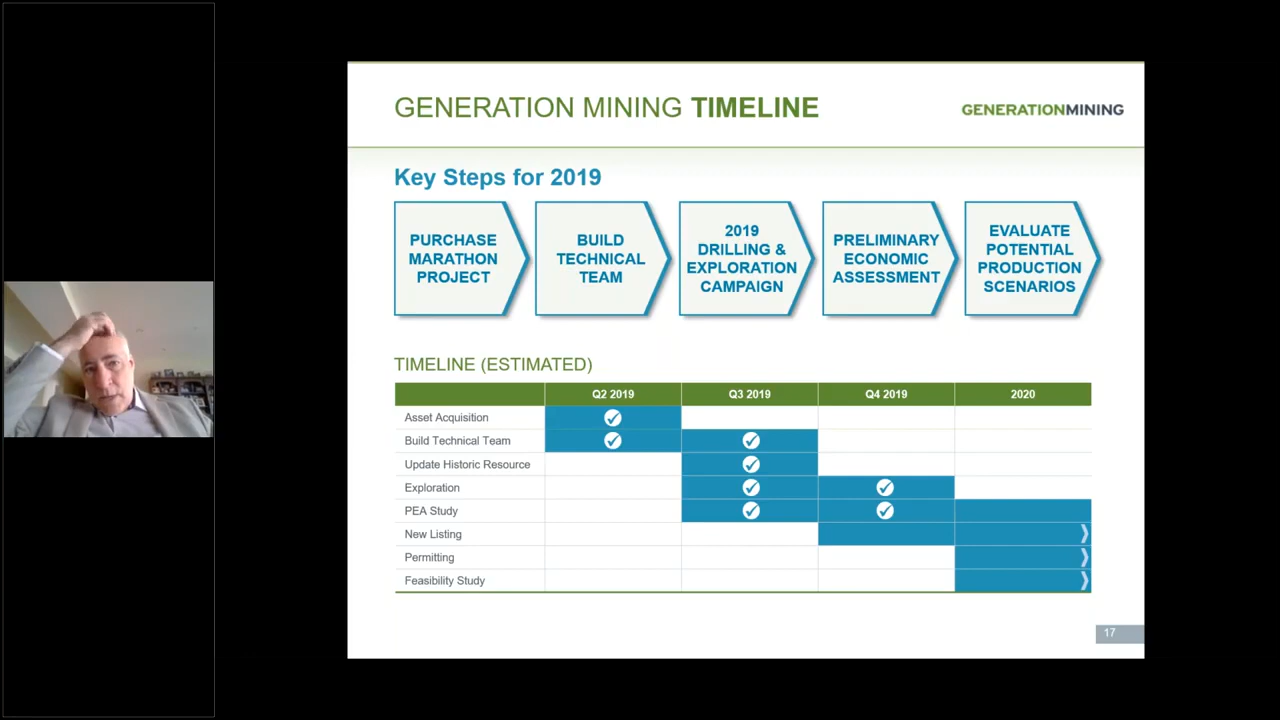 GENERATION MINING TIMELINE
GENERATIONMINING
Key Steps for 2019
PURCHASE
MARATHON
PROJECT
BUILD
TECHNICAL
TEAM
2019
DRILLING &
EXPLORATION
CAMPAIGN
PRELIMINARY
ECONOMIC
ASSESSMENT
EVALUATE
POTENTIAL
PRODUCTION
SCENARIOS
TIMELINE (ESTIMATED)
Q2 2019 Q3 2019 Q4 2019 2020
Asset Acquisition
Build Technical Team
Update Historic Resource
Exploration
PEA Study
New Listing
Permitting
Feasibility Study
17